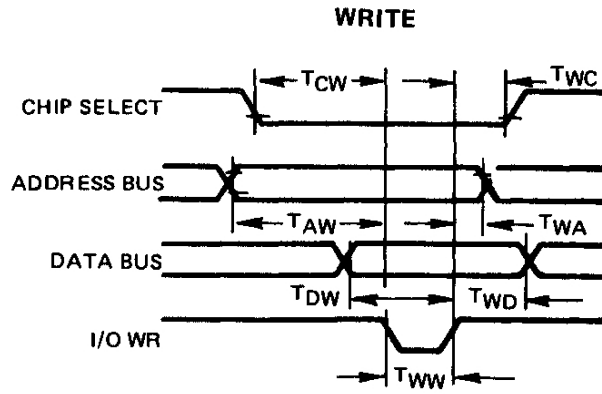 WRITE
TCW
TWC
CHIP SELECT
ADDRESS BUS
TAW
TWA
DATA BUS
TDW
TWD
I/O WR
TWW